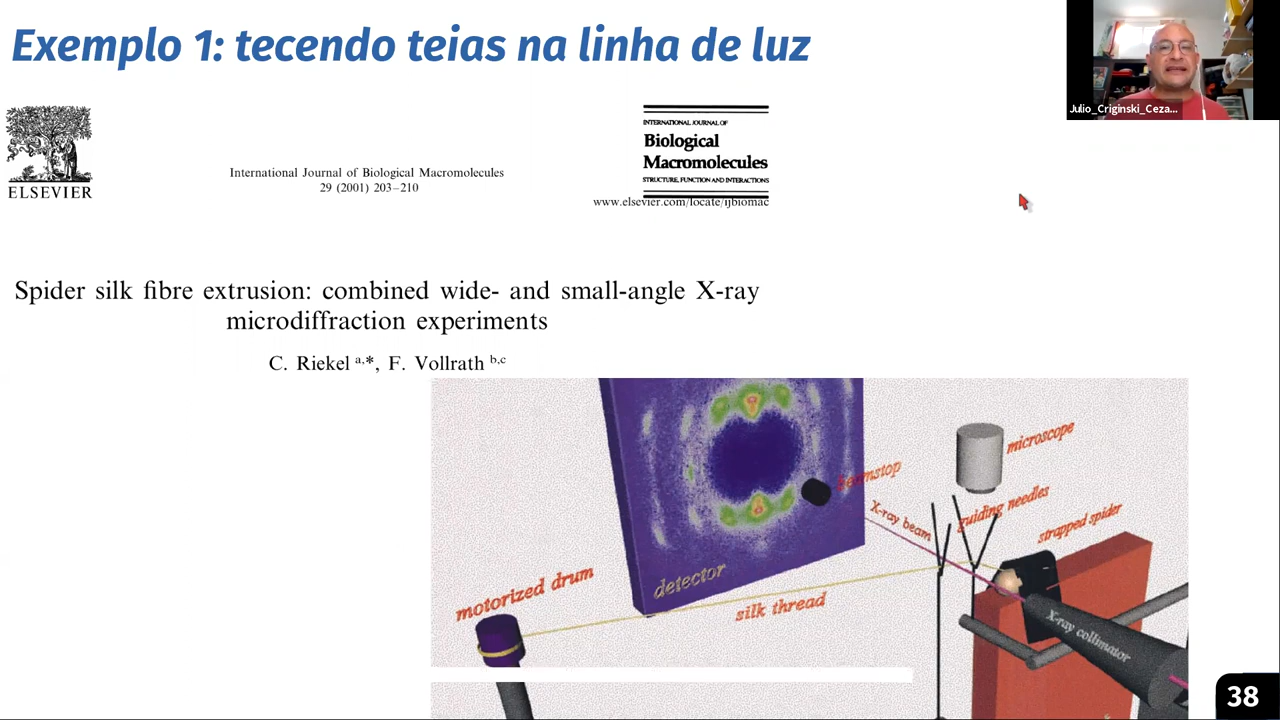 Exemplo 1: tecendo teias na linha de luz
Julio_Criginski_Ceza...
ELSEVIER
International Journal of Biological Macromolecules
29 (2001) 203–210
INTERNATIONAL JOURNAL OF
Biological
Macromolecules
STRUCTURE, FUNCTION AND INTERACTIONS
www.elsevier.com/locate/ijbiomac
Spider silk fibre extrusion: combined wide- and small-angle X-ray
microdiffraction experiments
C. Riekel a,*, F. Vollrath b,c
microscope
beamstop
X-ray beam
guiding needles
strapped spider
motorized drum
detector
silk thread
X-ray collimator
38